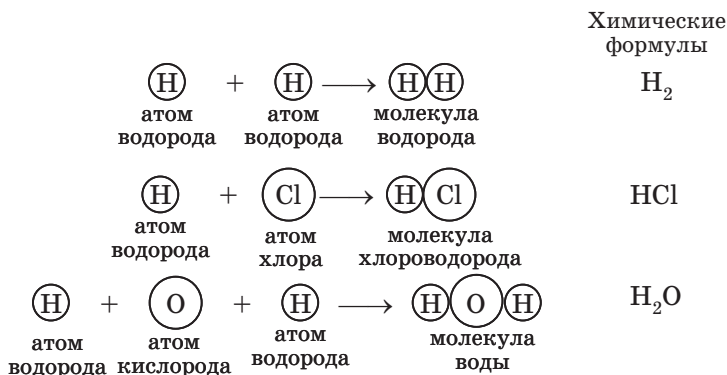 Химические
формулы
H + H → HH H₂
атом атом молекула
водорода водорода водорода
H + Cl → HCl HCl
атом атом молекула
водорода хлора хлороводорода
H + O + H → HOH H₂O
атом атом атом молекула
водорода кислорода водорода воды